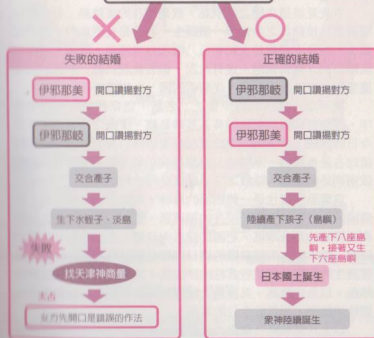 失敗的結婚
伊邪那美 開口讚揚對方
伊邪那岐 開口讚揚對方
交合產子
生下水蛭子、淡島
失敗
找天津神商量
太占
女方先開口是錯誤的作法
正確的結婚
伊邪那岐 開口讚揚對方
伊邪那美 開口讚揚對方
交合產子
陸續產下孩子（島嶼）
先產下八座島
嶼，接著又生
下六座島嶼
日本國土誕生
眾神陸續誕生